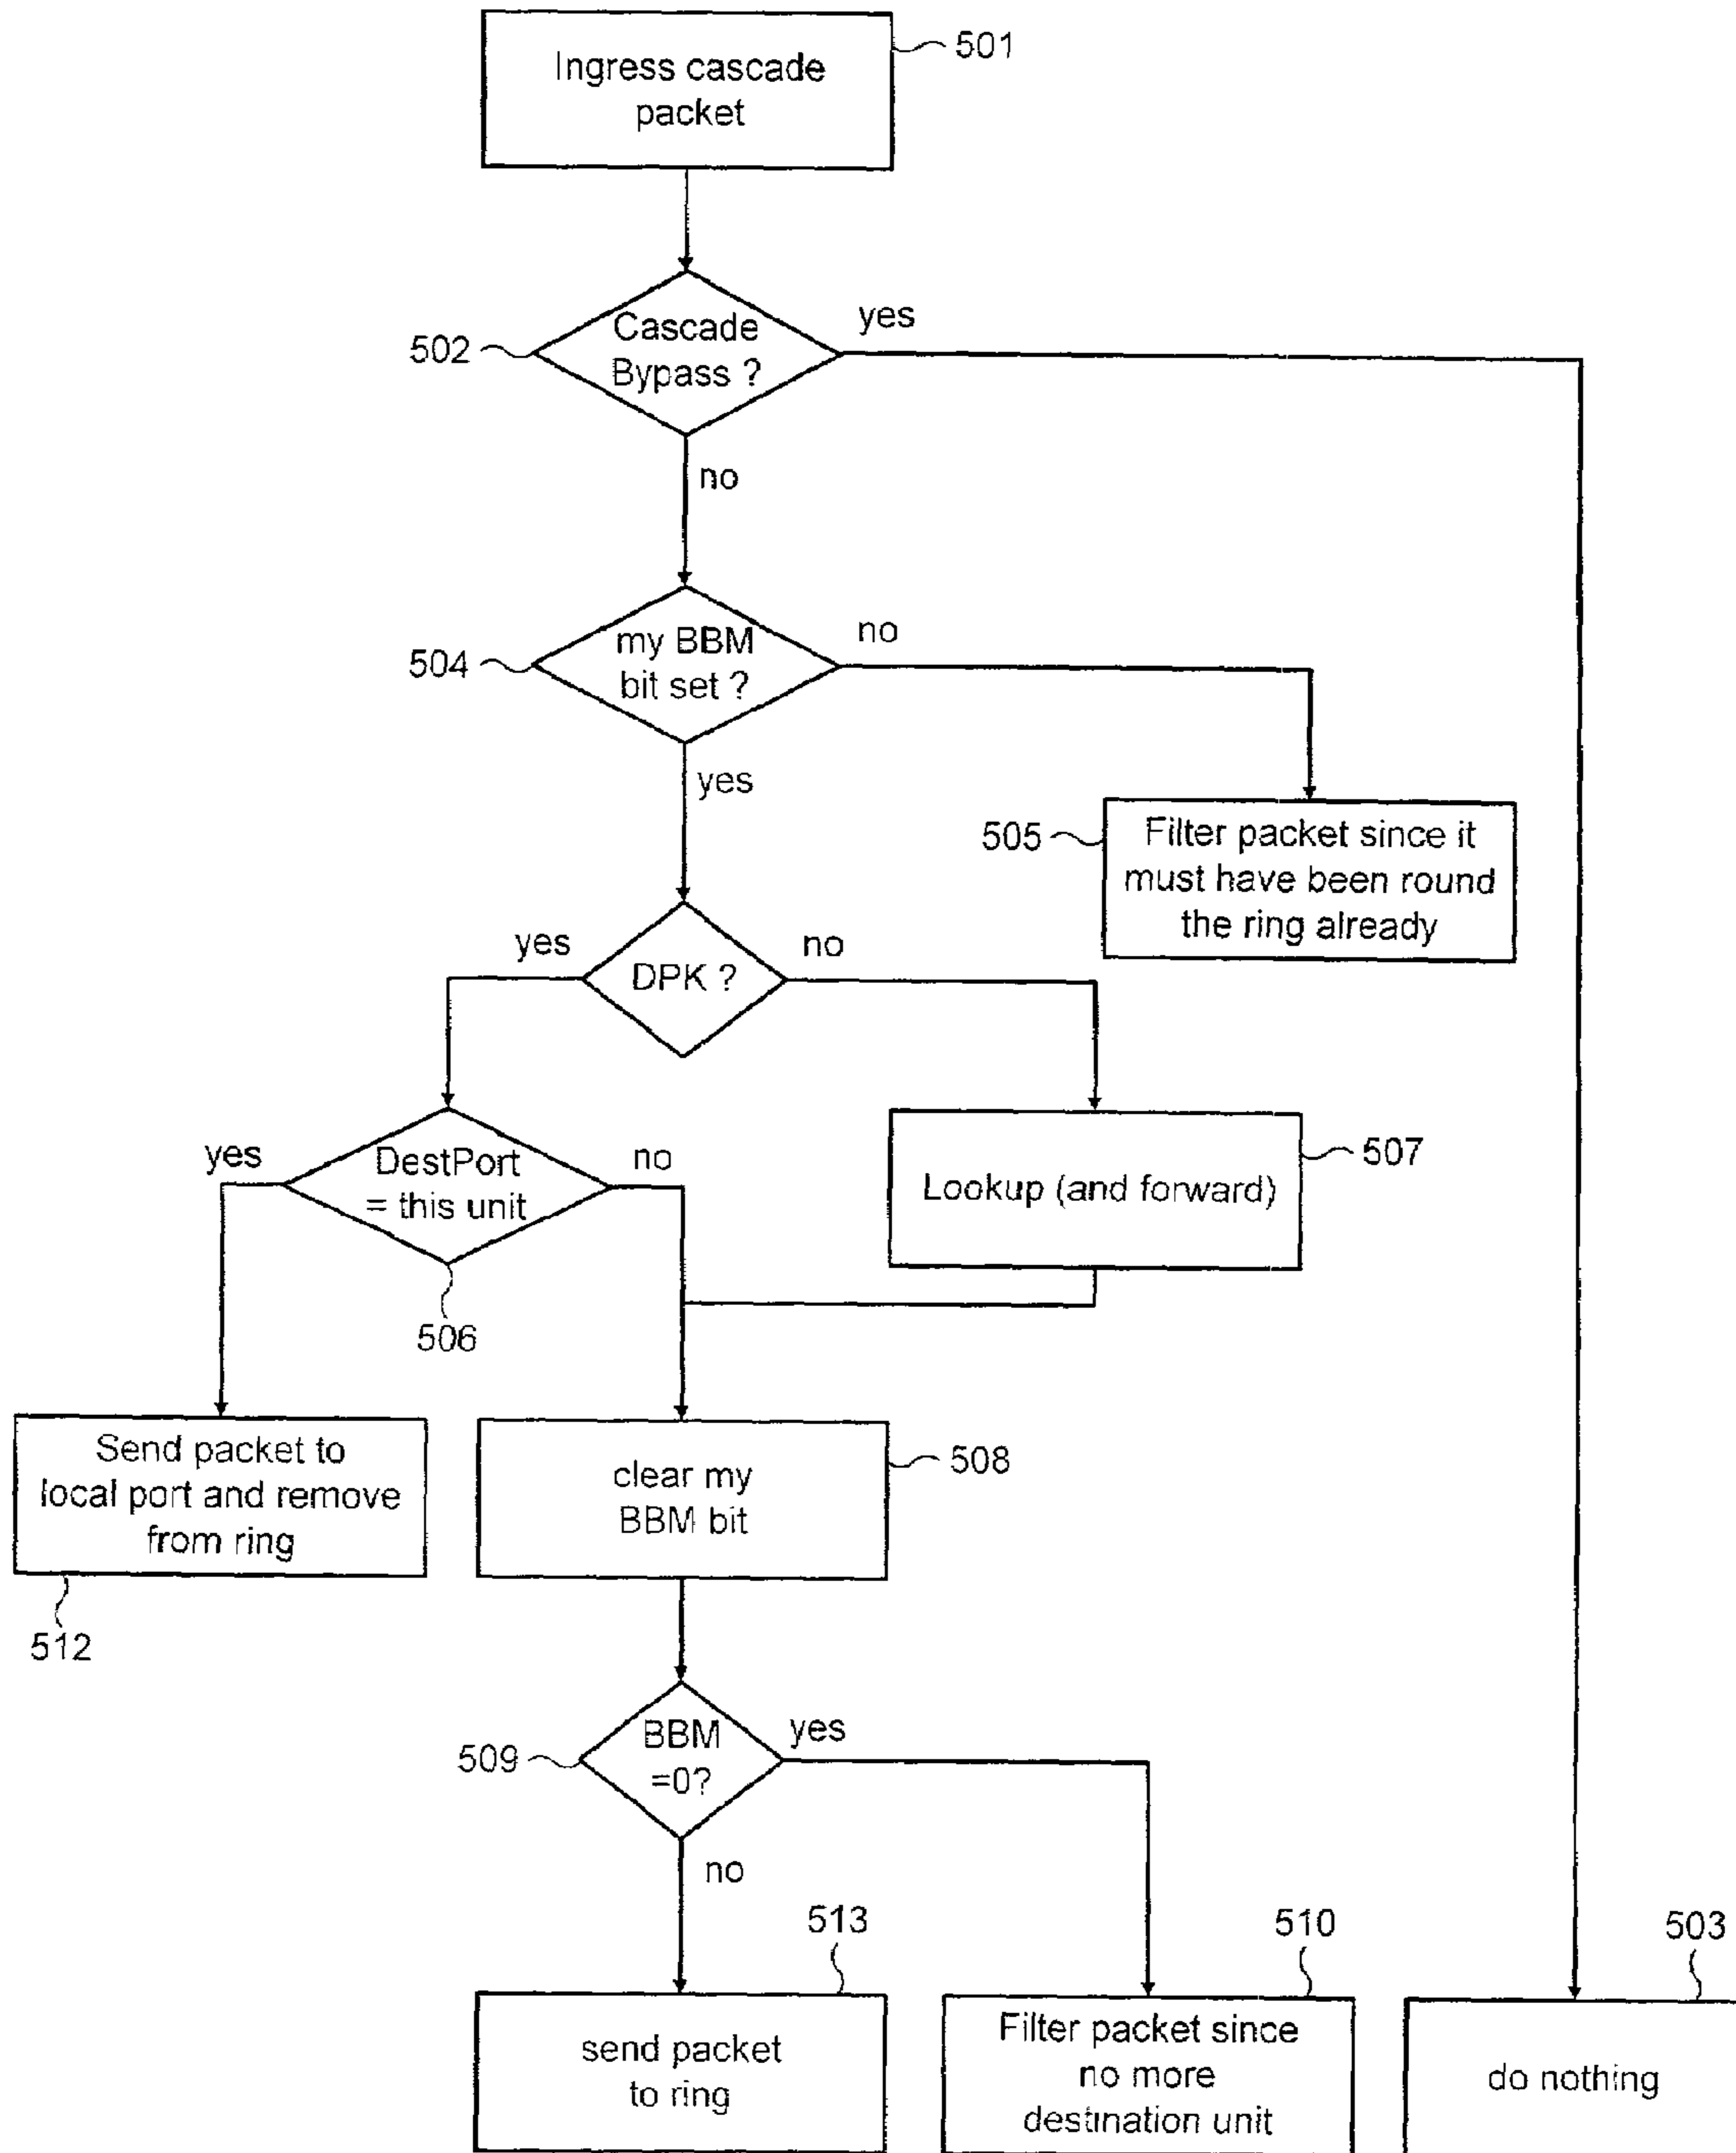 Ingress cascade
packet
501
Cascade
Bypass ?
502
yes
no
my BBM
bit set ?
504
no
yes
505
Filter packet since it
must have been round
the ring already
DPK ?
yes
no
DestPort
= this unit
yes
no
506
Lookup (and forward)
507
Send packet to
local port and remove
from ring
512
clear my
BBM bit
508
BBM
=0?
509
yes
no
513
send packet
to ring
510
Filter packet since
no more
destination unit
503
do nothing